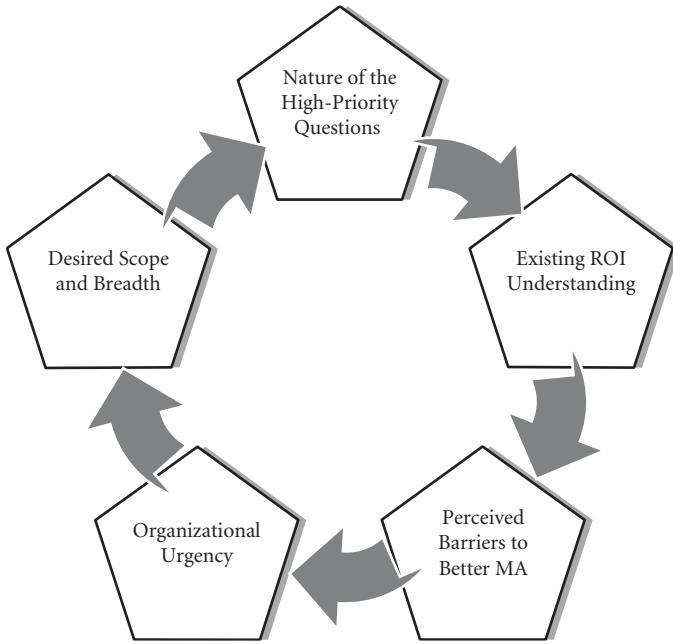 Nature of the
High-Priority
Questions
Existing ROI
Understanding
Perceived
Barriers to
Better MA
Organizational
Urgency
Desired Scope
and Breadth